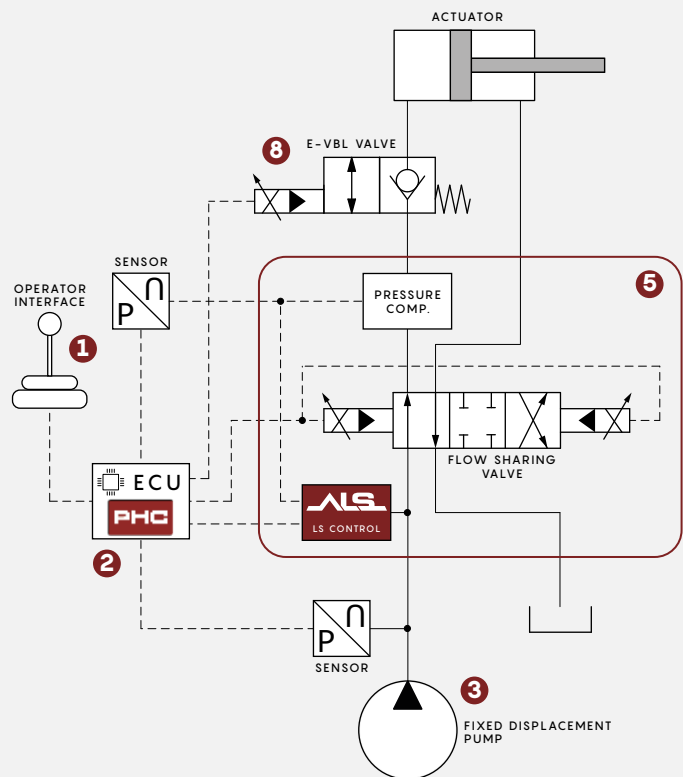 ACTUATOR
8
E-VBL VALVE
SENSOR
P U
5
OPERATOR
INTERFACE
1
PRESSURE
COMP.
FLOW SHARING
VALVE
ECU
PHC
2
ALS
LS CONTROL
P U
SENSOR
3
FIXED DISPLACEMENT
PUMP